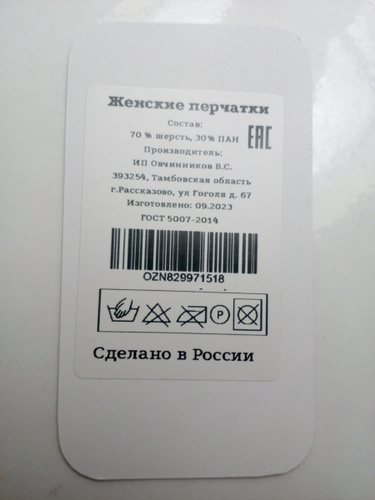 Женские перчатки
Состав:
70 % шерсть, 30% ПАН
EAC
Производитель:
ИП Овчинников В.С.
393254, Тамбовская область
г.Рассказово, ул Гоголя д. 67
Изготовлено: 09.2023
ГОСТ 5007-2014
OZN829971518
P
Сделано в России